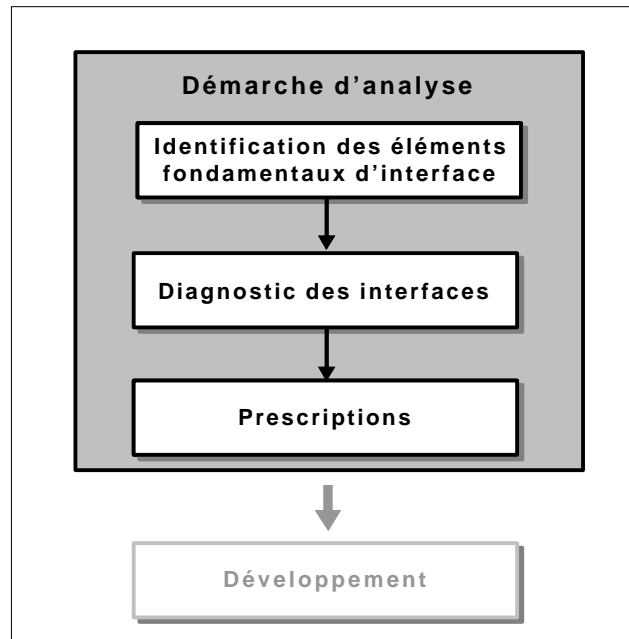 Démarche d’analyse
Identification des éléments
fondamentaux d’interface
Diagnostic des interfaces
Prescriptions
Développement